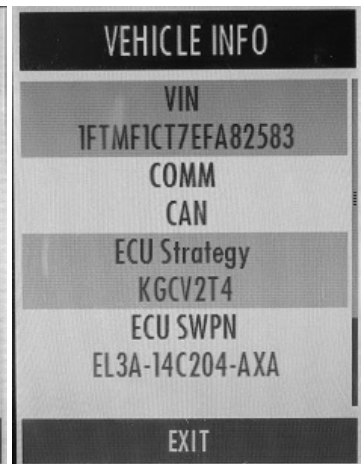 VEHICLE INFO
VIN
1FTMF1CT7EFA82583
COMM
CAN
ECU Strategy
KGCV2T4
ECU SWPN
EL3A-14C204-AXA
EXIT